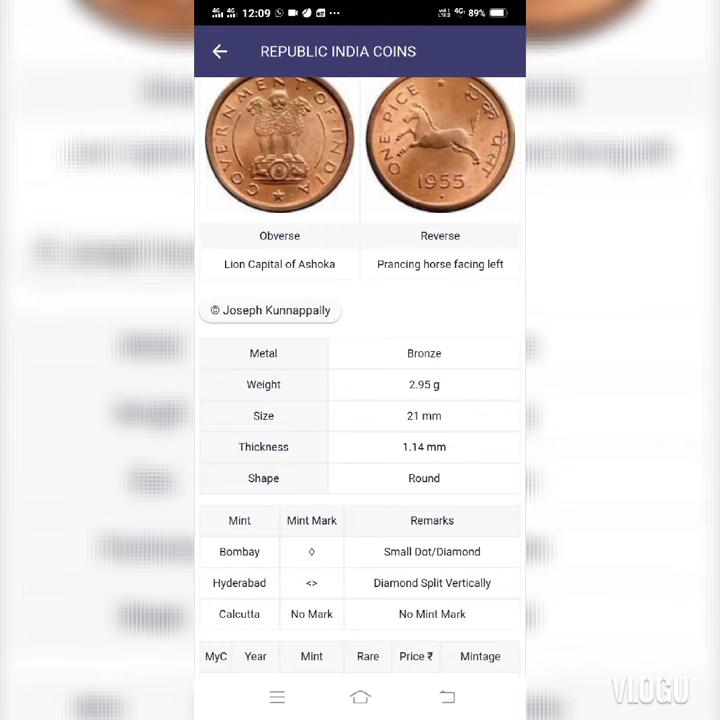 4G 4G 12:09 4G 89%
REPUBLIC INDIA COINS
GOVERNMENT OF INDIA
ONE PICE
एक पैसा
1955
Obverse Reverse
Lion Capital of Ashoka Prancing horse facing left
© Joseph Kunnappally
Metal Bronze
Weight 2.95 g
Size 21 mm
Thickness 1.14 mm
Shape Round
Mint Mint Mark Remarks
Bombay ◊ Small Dot/Diamond
Hyderabad <> Diamond Split Vertically
Calcutta No Mark No Mint Mark
MyC Year Mint Rare Price ₹ Mintage
VLOGU